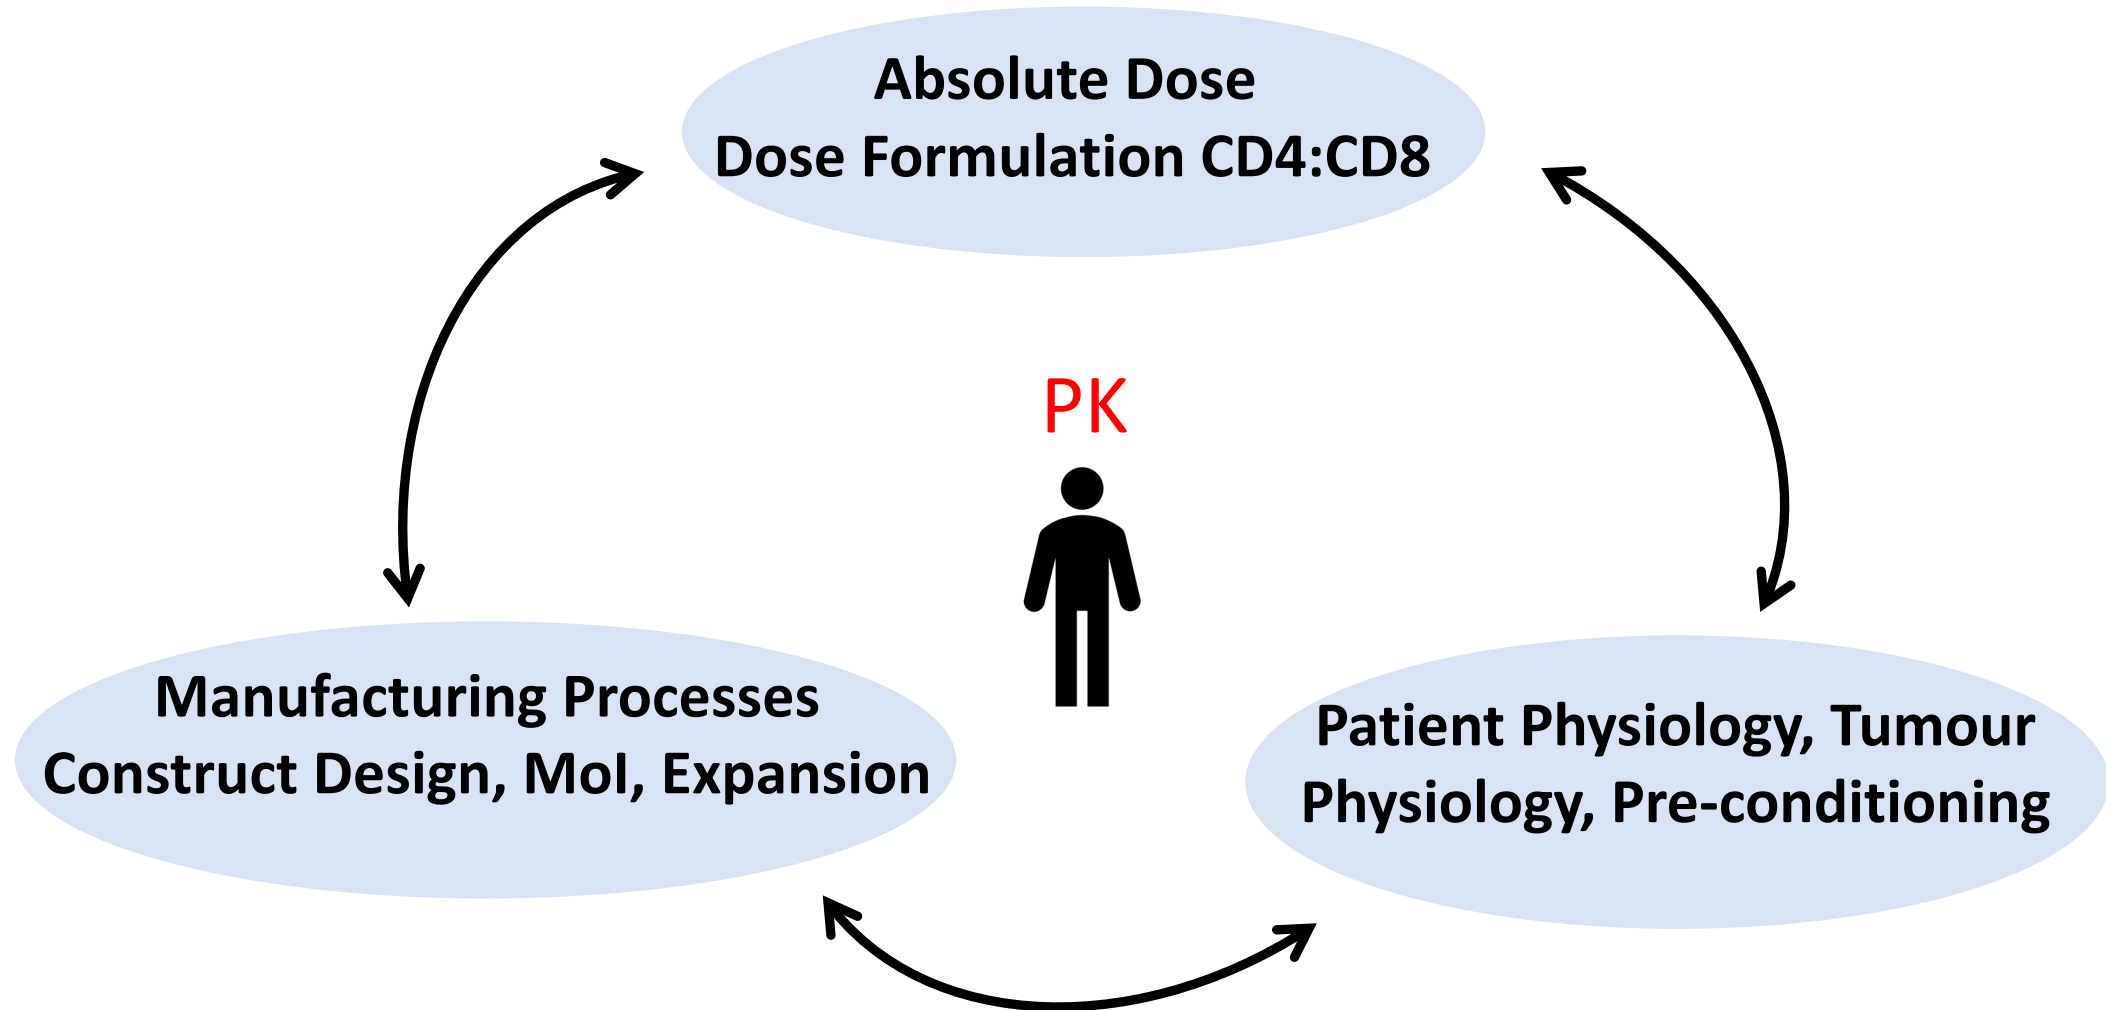 Absolute Dose
Dose Formulation CD4:CD8
PK
Manufacturing Processes
Construct Design, MoI, Expansion
Patient Physiology, Tumour
Physiology, Pre-conditioning